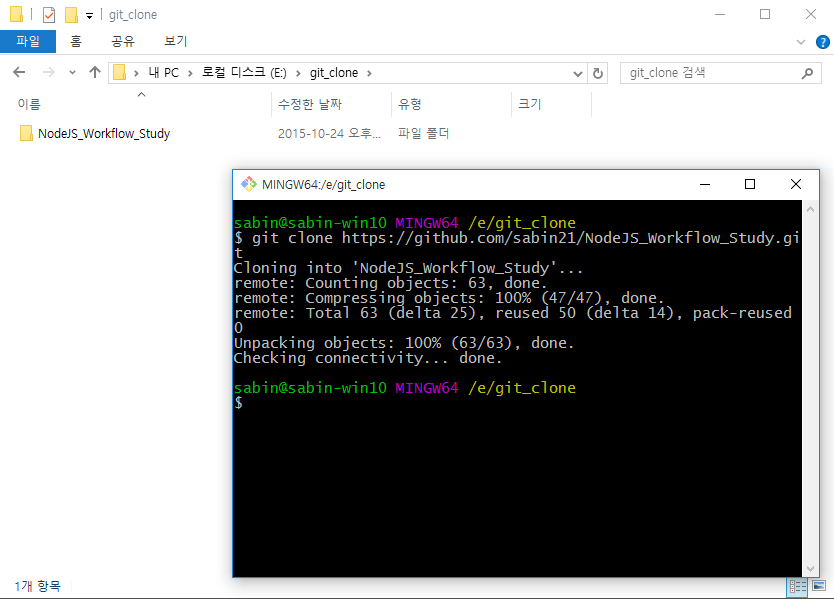 git_clone
파일 홈 공유 보기
내 PC 로컬 디스크 (E:) git_clone git_clone 검색
이름 수정한 날짜 유형 크기
NodeJS_Workflow_Study 2015-10-24 오후... 파일 폴더
MINGW64:/e/git_clone
sabin@sabin-win10 MINGW64 /e/git_clone
$ git clone https://github.com/sabin21/NodeJS_Workflow_Study.gi
t
Cloning into 'NodeJS_Workflow_Study'...
remote: Counting objects: 63, done.
remote: Compressing objects: 100% (47/47), done.
remote: Total 63 (delta 25), reused 50 (delta 14), pack-reused
0
Unpacking objects: 100% (63/63), done.
Checking connectivity... done.
sabin@sabin-win10 MINGW64 /e/git_clone
$
1개 항목